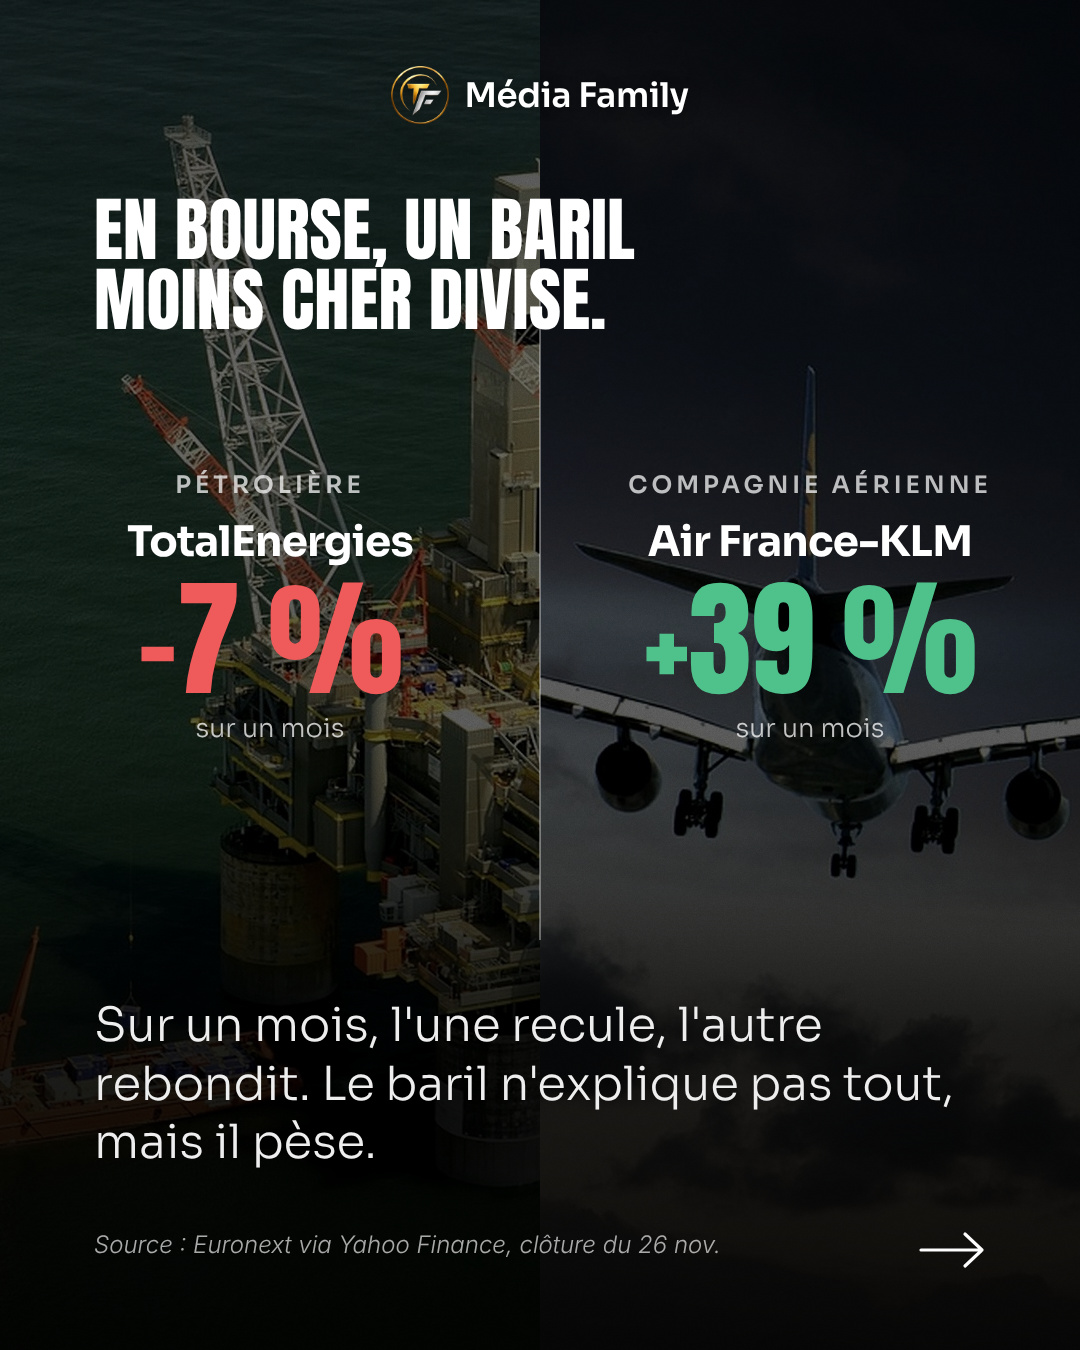 TF Média Family
EN BOURSE, UN BARIL
MOINS CHER DIVISE.
PÉTROLIÈRE
TotalEnergies
-7 %
sur un mois
COMPAGNIE AÉRIENNE
Air France-KLM
+39 %
sur un mois
Sur un mois, l'une recule, l'autre
rebondit. Le baril n'explique pas tout,
mais il pèse.
Source : Euronext via Yahoo Finance, clôture du 26 nov.